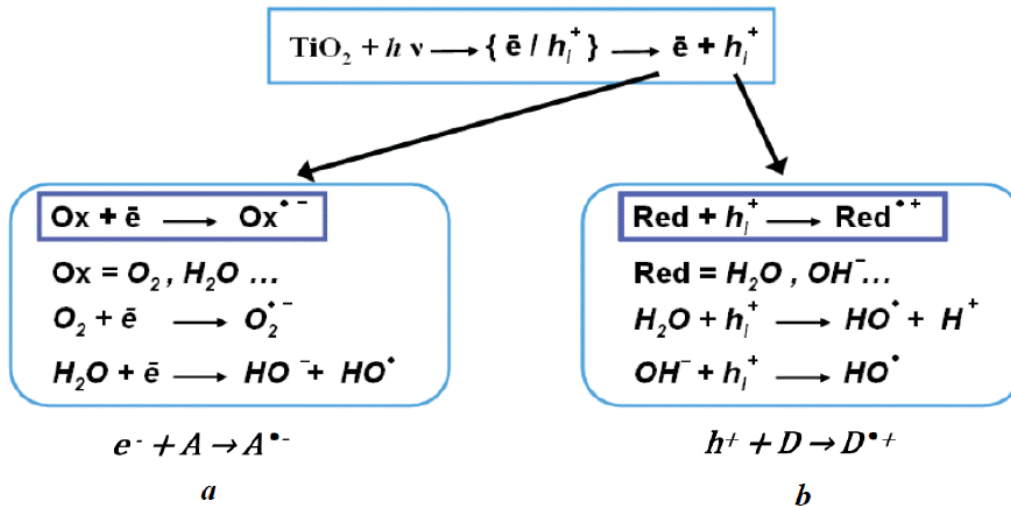 TiO₂ + h ν ⟶ { ē / hₗ⁺ } ⟶ ē + hₗ⁺
Ox + ē ⟶ Ox•⁻
Ox = O₂ , H₂O ...
O₂ + ē ⟶ O₂•⁻
H₂O + ē ⟶ HO⁻ + HO•
e⁻ + A → A•⁻
a
Red + hₗ⁺ ⟶ Red•⁺
Red = H₂O , OH⁻...
H₂O + hₗ⁺ ⟶ HO• + H⁺
OH⁻ + hₗ⁺ ⟶ HO•
h⁺ + D → D•⁺
b